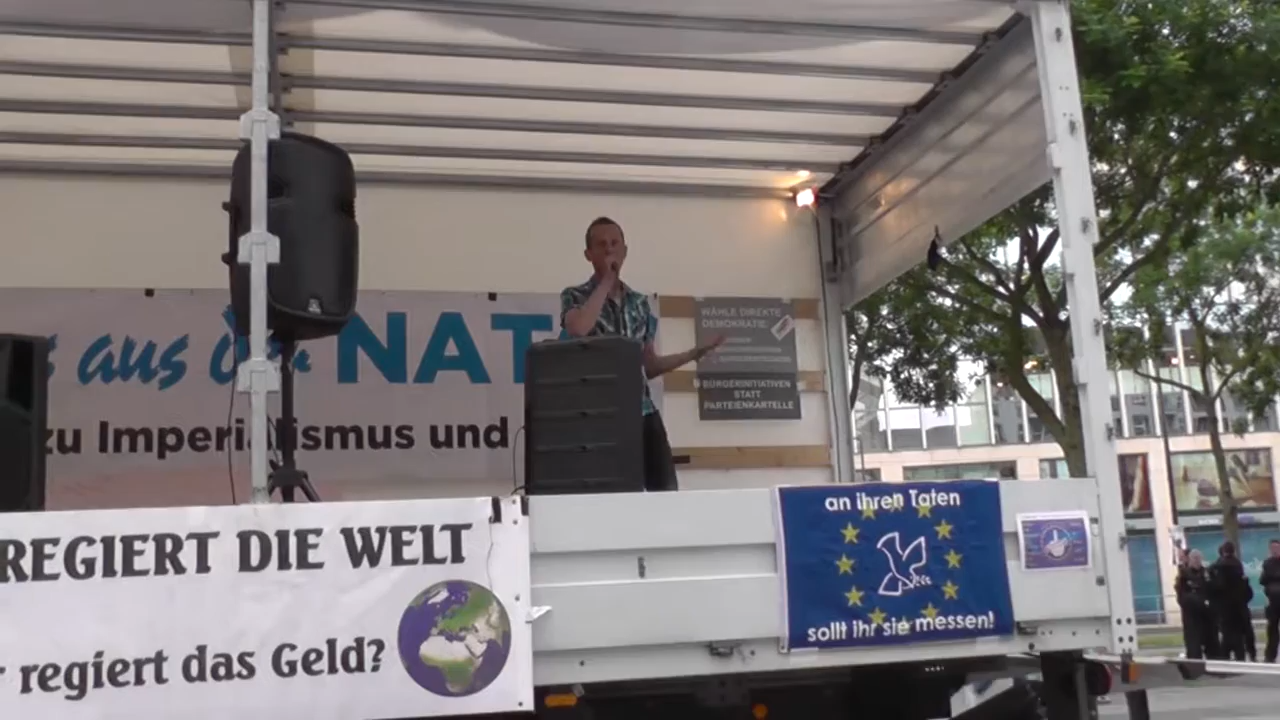 aus der NAT
zu Imperialismus und
WÄHLE DIREKTE
DEMOKRATIE:
BÜRGERINITIATIVEN
STATT
PARTEIENKARTELLE
REGIERT DIE WELT
regiert das Geld?
an ihren Taten
sollt ihr sie messen!